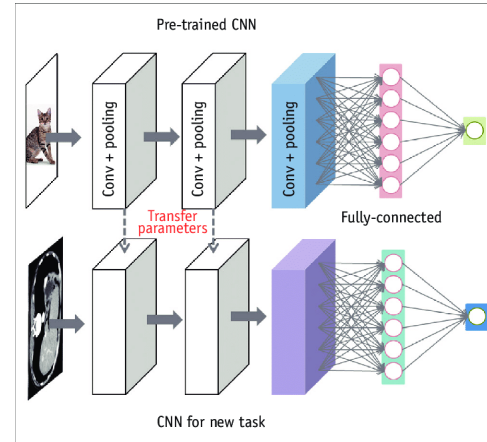 Pre-trained CNN
Conv + pooling
Conv + pooling
Conv + pooling
Transfer
parameters
Fully-connected
CNN for new task